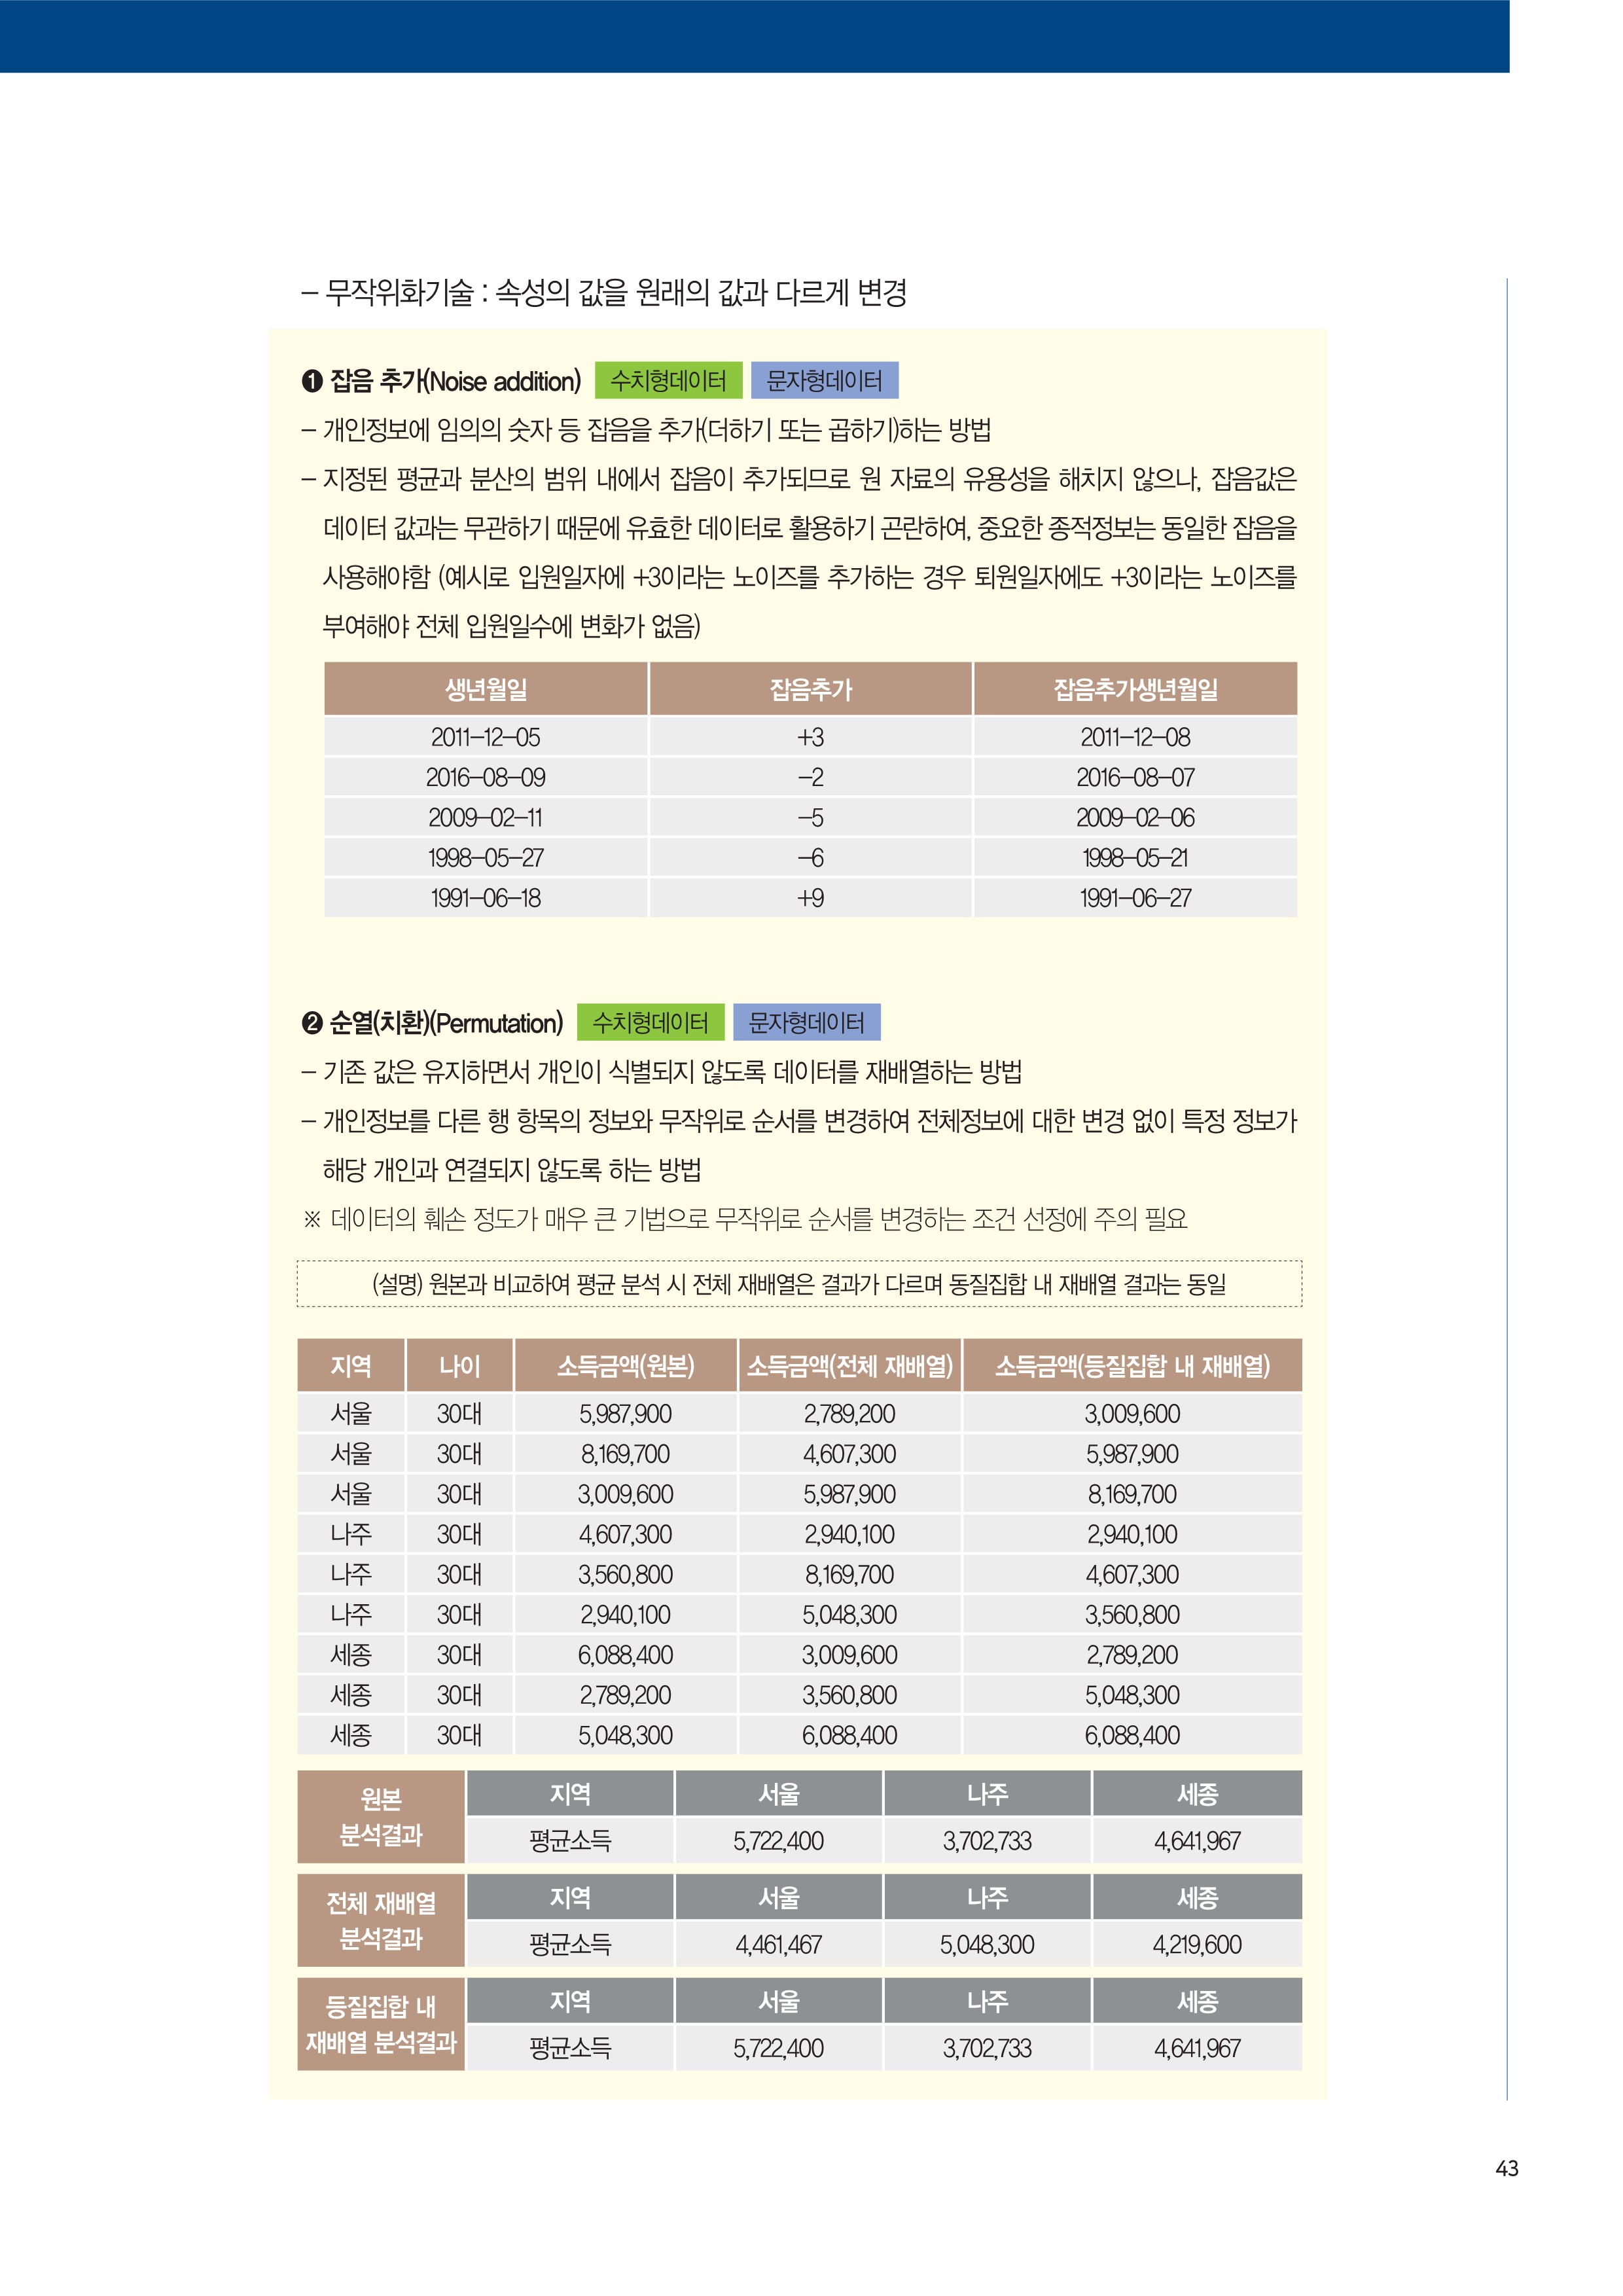 – 무작위화기술 : 속성의 값을 원래의 값과 다르게 변경
❶ 잡음 추가(Noise addition) 수치형데이터 문자형데이터
– 개인정보에 임의의 숫자 등 잡음을 추가(더하기 또는 곱하기)하는 방법
– 지정된 평균과 분산의 범위 내에서 잡음이 추가되므로 원 자료의 유용성을 해치지 않으나, 잡음값은
데이터 값과는 무관하기 때문에 유효한 데이터로 활용하기 곤란하여, 중요한 종적정보는 동일한 잡음을
사용해야함 (예시로 입원일자에 +3이라는 노이즈를 추가하는 경우 퇴원일자에도 +3이라는 노이즈를
부여해야 전체 입원일수에 변화가 없음)
생년월일 잡음추가 잡음추가생년월일
2011–12–05 +3 2011–12–08
2016–08–09 –2 2016–08–07
2009–02–11 –5 2009–02–06
1998–05–27 –6 1998–05–21
1991–06–18 +9 1991–06–27
❷ 순열(치환)(Permutation) 수치형데이터 문자형데이터
– 기존 값은 유지하면서 개인이 식별되지 않도록 데이터를 재배열하는 방법
– 개인정보를 다른 행 항목의 정보와 무작위로 순서를 변경하여 전체정보에 대한 변경 없이 특정 정보가
해당 개인과 연결되지 않도록 하는 방법
※ 데이터의 훼손 정도가 매우 큰 기법으로 무작위로 순서를 변경하는 조건 선정에 주의 필요
(설명) 원본과 비교하여 평균 분석 시 전체 재배열은 결과가 다르며 동질집합 내 재배열 결과는 동일
지역 나이 소득금액(원본) 소득금액(전체 재배열) 소득금액(등질집합 내 재배열)
서울 30대 5,987,900 2,789,200 3,009,600
서울 30대 8,169,700 4,607,300 5,987,900
서울 30대 3,009,600 5,987,900 8,169,700
나주 30대 4,607,300 2,940,100 2,940,100
나주 30대 3,560,800 8,169,700 4,607,300
나주 30대 2,940,100 5,048,300 3,560,800
세종 30대 6,088,400 3,009,600 2,789,200
세종 30대 2,789,200 3,560,800 5,048,300
세종 30대 5,048,300 6,088,400 6,088,400
원본
분석결과
지역 서울 나주 세종
평균소득 5,722,400 3,702,733 4,641,967
전체 재배열
분석결과
지역 서울 나주 세종
평균소득 4,461,467 5,048,300 4,219,600
등질집합 내
재배열 분석결과
지역 서울 나주 세종
평균소득 5,722,400 3,702,733 4,641,967
43